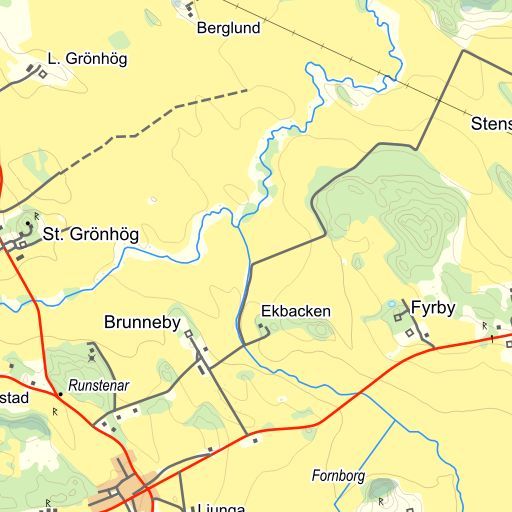 Berglund
L. Grönhög
Stens
St. Grönhög
R
Ekbacken
Fyrby
Brunneby
Runstenar
R
stad
R
Fornborg
R
Ljunga